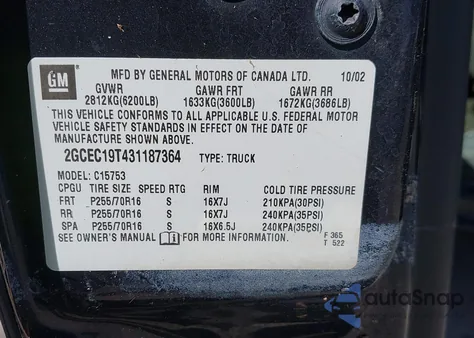 GM
MFD BY GENERAL MOTORS OF CANADA LTD. 10/02
GVWR GAWR FRT GAWR RR
2812KG(6200LB) 1633KG(3600LB) 1672KG(3686LB)
THIS VEHICLE CONFORMS TO ALL APPLICABLE U.S. FEDERAL MOTOR
VEHICLE SAFETY STANDARDS IN EFFECT ON THE DATE OF
MANUFACTURE SHOWN ABOVE.
2GCEC19T431187364 TYPE: TRUCK
MODEL: C15753
CPGU TIRE SIZE SPEED RTG RIM COLD TIRE PRESSURE
FRT P255/70R16 S 16X7J 210KPA(30PSI)
RR P255/70R16 S 16X7J 240KPA(35PSI)
SPA P255/70R16 S 16X6.5J 240KPA(35PSI)
SEE OWNER'S MANUAL FOR MORE INFORMATION. F 365
T 522
autoSnap